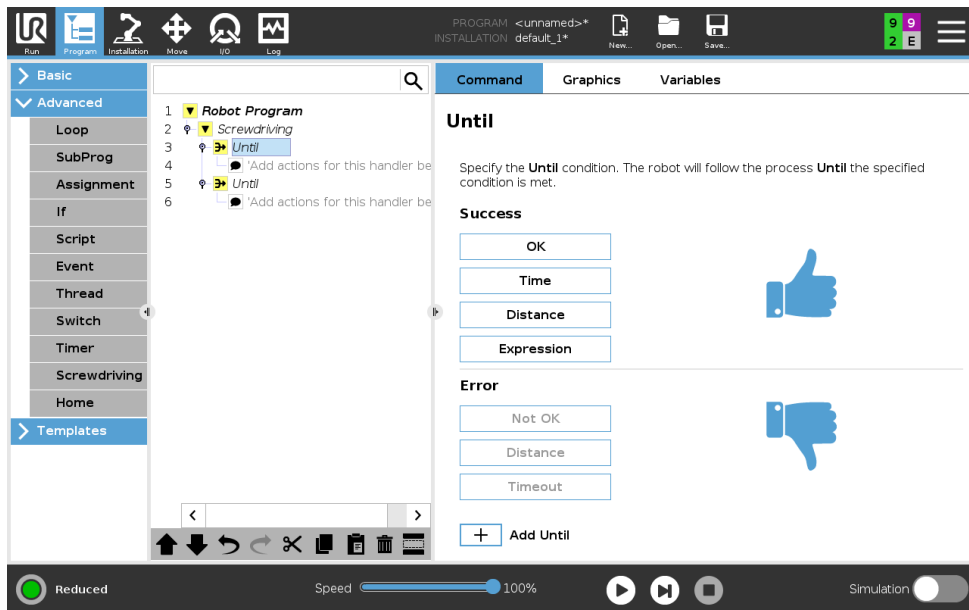 PROGRAM <unnamed>*
INSTALLATION default_1*
UR
Run
Program
Installation
Move
I/O
Log
New...
Open...
Save...
9 9
2 E
Basic
Advanced
Loop
SubProg
Assignment
If
Script
Event
Thread
Switch
Timer
Screwdriving
Home
Templates
1 Robot Program
2 Screwdriving
3 Until
4 'Add actions for this handler be
5 Until
6 'Add actions for this handler be
Command Graphics Variables
Until
Specify the Until condition. The robot will follow the process Until the specified
condition is met.
Success
OK
Time
Distance
Expression
Error
Not OK
Distance
Timeout
+ Add Until
Reduced
Speed
100%
Simulation